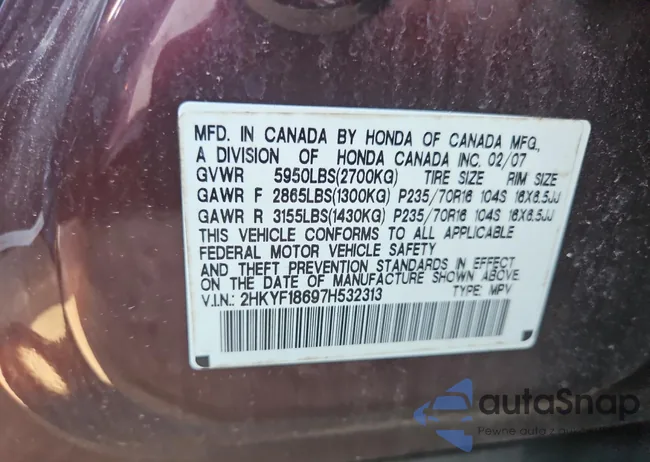 MFD. IN CANADA BY HONDA OF CANADA MFG.,
A DIVISION OF HONDA CANADA INC. 02/07
GVWR 5950LBS(2700KG) TIRE SIZE RIM SIZE
GAWR F 2865LBS(1300KG) P235/70R16 104S 16X6.5JJ
GAWR R 3155LBS(1430KG) P235/70R16 104S 16X6.5JJ
THIS VEHICLE CONFORMS TO ALL APPLICABLE
FEDERAL MOTOR VEHICLE SAFETY
AND THEFT PREVENTION STANDARDS IN EFFECT
ON THE DATE OF MANUFACTURE SHOWN ABOVE.
V.I.N.: 2HKYF18697H532313 TYPE: MPV
autoSnap
Pewne auta z